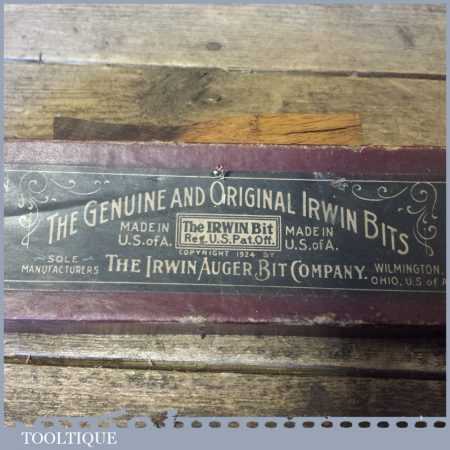 THE GENUINE AND ORIGINAL IRWIN BITS
MADE IN
U.S. of A.
The IRWIN Bit
Reg. U.S. Pat. Off.
MADE IN
U.S. of A.
COPYRIGHT 1924 BY
SOLE
MANUFACTURERS
THE IRWIN AUGER BIT COMPANY.
WILMINGTON,
OHIO, U.S. of A
TOOLTIQUE